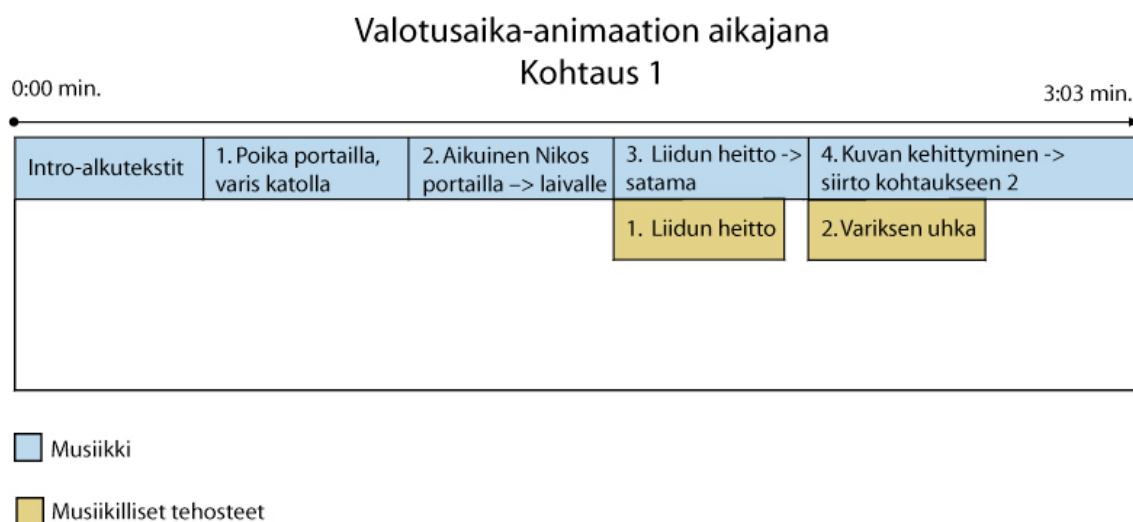 Valotusaika-animaation aikajana
Kohtaus 1
0:00 min.
3:03 min.
Intro-alkutekstit
1. Poika portailla,
varis katolla
2. Aikuinen Nikos
portailla –> laivalle
3. Liidun heitto ->
satama
4. Kuvan kehittyminen ->
siirto kohtaukseen 2
1. Liidun heitto
2. Variksen uhka
Musiikki
Musiikilliset tehosteet